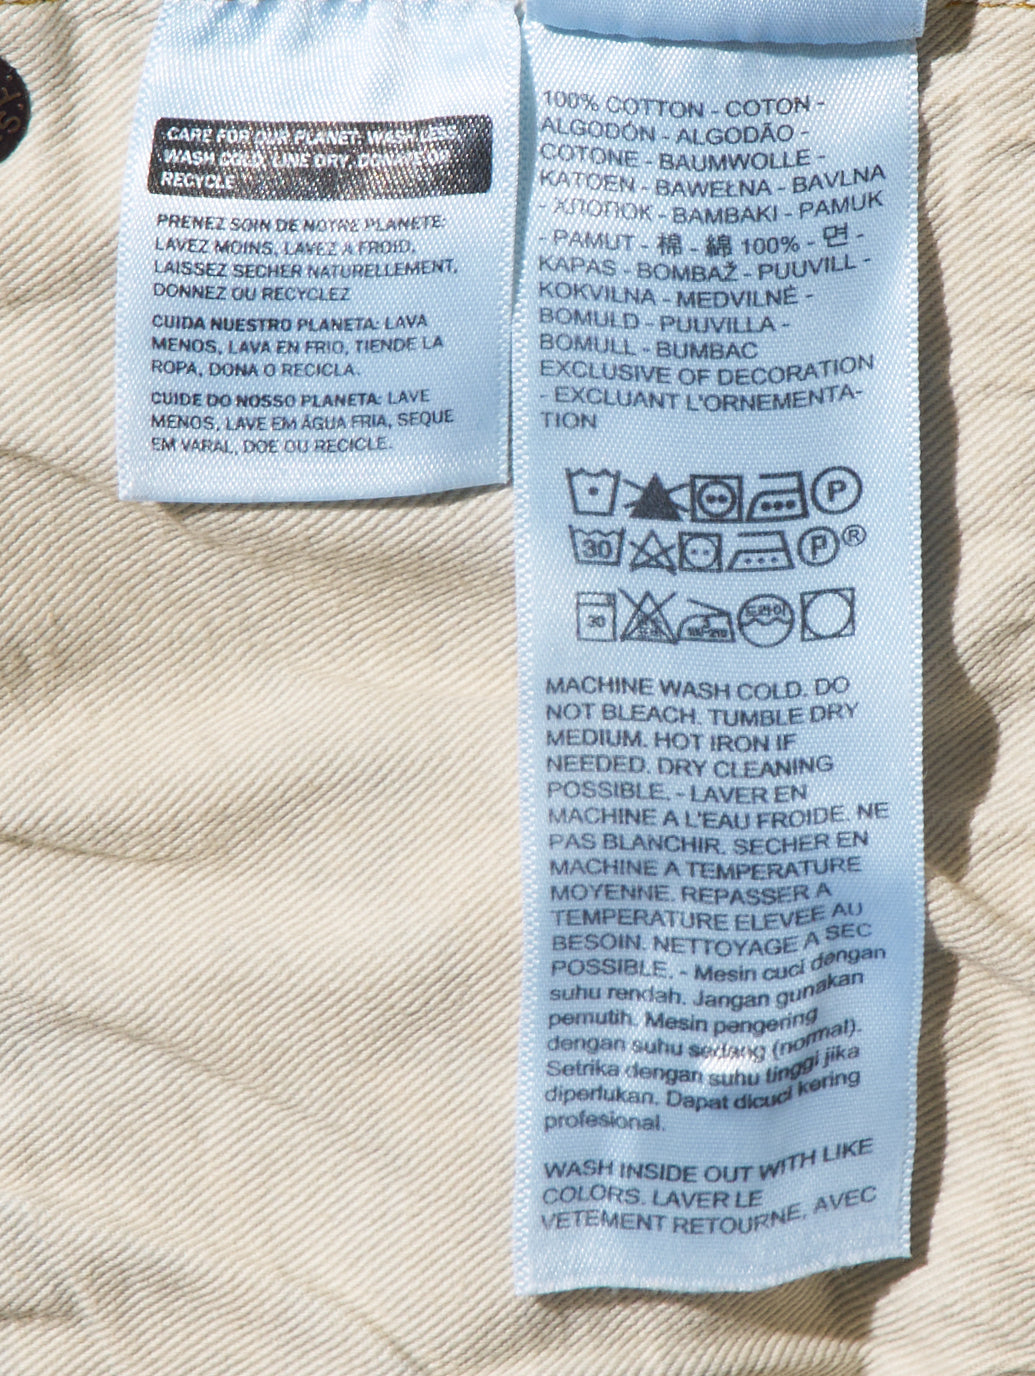 CARE FOR OUR PLANET: WASH LESS,
WASH COLD, LINE DRY, DONATE OR
RECYCLE
PRENEZ SOIN DE NOTRE PLANETE:
LAVEZ MOINS, LAVEZ A FROID,
LAISSEZ SECHER NATURELLEMENT,
DONNEZ OU RECYCLEZ
CUIDA NUESTRO PLANETA: LAVA
MENOS, LAVA EN FRIO, TIENDE LA
ROPA, DONA O RECICLA.
CUIDE DO NOSSO PLANETA: LAVE
MENOS, LAVE EM ÁGUA FRIA, SEQUE
EM VARAL, DOE OU RECICLE.
100% COTTON - COTON -
ALGODÓN - ALGODÃO -
COTONE - BAUMWOLLE -
KATOEN - BAWEŁNA - BAVLNA
- ХЛОПОК - BAMBAKI - PAMUK
- PAMUT - 棉 - 綿 100% - 면 -
KAPAS - BOMBAŽ - PUUVILL -
KOKVILNA - MEDVILNĖ -
BOMULD - PUUVILLA -
BOMULL - BUMBAC
EXCLUSIVE OF DECORATION
- EXCLUANT L'ORNEMENTA-
TION
P
30 P ®
30 드라이
MACHINE WASH COLD. DO
NOT BLEACH. TUMBLE DRY
MEDIUM. HOT IRON IF
NEEDED. DRY CLEANING
POSSIBLE. - LAVER EN
MACHINE A L'EAU FROIDE. NE
PAS BLANCHIR. SECHER EN
MACHINE A TEMPERATURE
MOYENNE. REPASSER A
TEMPERATURE ELEVEE AU
BESOIN. NETTOYAGE A SEC
POSSIBLE. - Mesin cuci dengan
suhu rendah. Jangan gunakan
pemutih. Mesin pengering
dengan suhu sedang (normal).
Setrika dengan suhu tinggi jika
diperlukan. Dapat dicuci kering
profesional.
WASH INSIDE OUT WITH LIKE
COLORS. LAVER LE
VETEMENT RETOURNE, AVEC